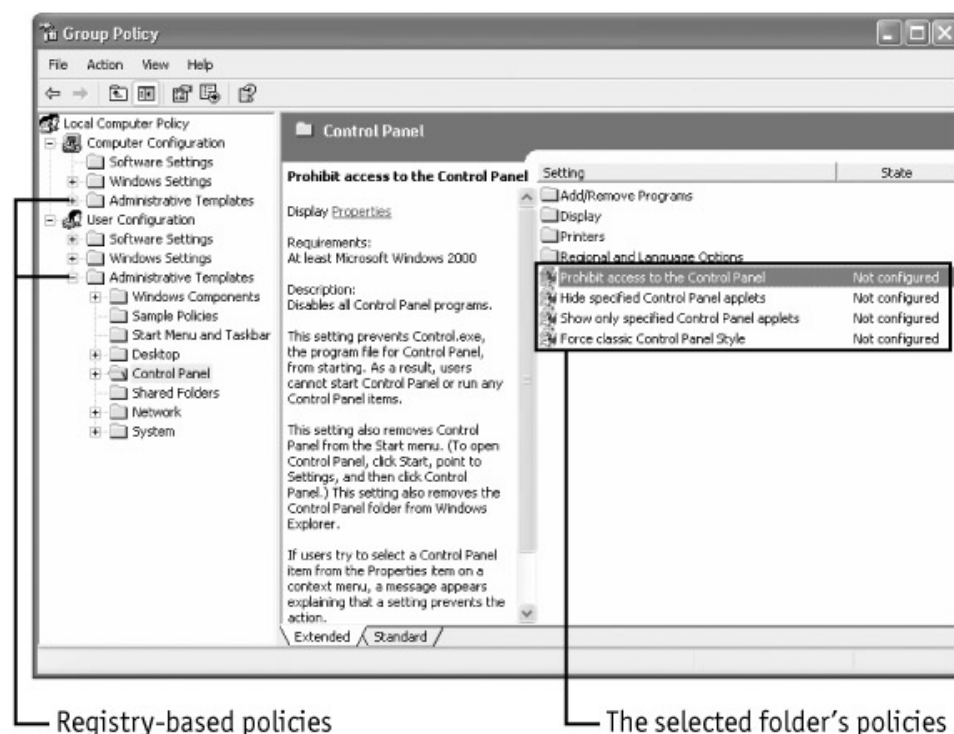 Group Policy
File Action View Help
Local Computer Policy
Computer Configuration
Software Settings
Windows Settings
Administrative Templates
User Configuration
Software Settings
Windows Settings
Administrative Templates
Windows Components
Sample Policies
Start Menu and Taskbar
Desktop
Control Panel
Shared Folders
Network
System
Control Panel
Prohibit access to the Control Panel
Display Properties
Requirements:
At least Microsoft Windows 2000
Description:
Disables all Control Panel programs.
This setting prevents Control.exe,
the program file for Control Panel,
from starting. As a result, users
cannot start Control Panel or run any
Control Panel items.
This setting also removes Control
Panel from the Start menu. (To open
Control Panel, click Start, point to
Settings, and then click Control
Panel.) This setting also removes the
Control Panel folder from Windows
Explorer.
If users try to select a Control Panel
item from the Properties item on a
context menu, a message appears
explaining that a setting prevents the
action.
Setting State
Add/Remove Programs
Display
Printers
Regional and Language Options
Prohibit access to the Control Panel Not configured
Hide specified Control Panel applets Not configured
Show only specified Control Panel applets Not configured
Force classic Control Panel Style Not configured
Extended Standard
Registry-based policies
The selected folder's policies